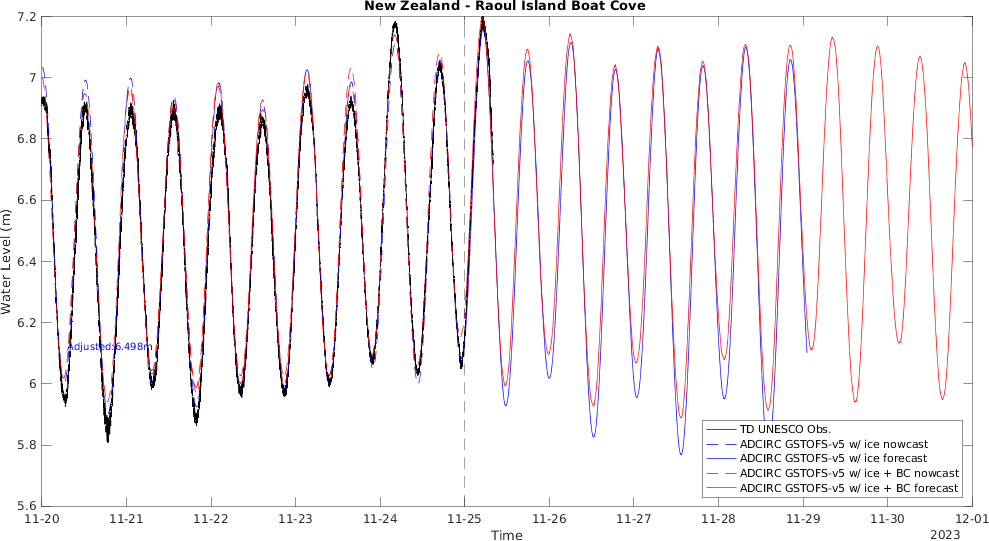 New Zealand - Raoul Island Boat Cove
7.2
7
6.8
6.6
6.4
6.2
6
5.8
5.6
Water Level (m)
Adjusted:6.498m
TD UNESCO Obs.
ADCIRC GSTOFS-v5 w/ ice nowcast
ADCIRC GSTOFS-v5 w/ ice forecast
ADCIRC GSTOFS-v5 w/ ice + BC nowcast
ADCIRC GSTOFS-v5 w/ ice + BC forecast
11-20 11-21 11-22 11-23 11-24 11-25 11-26 11-27 11-28 11-29 11-30 12-01
Time
2023